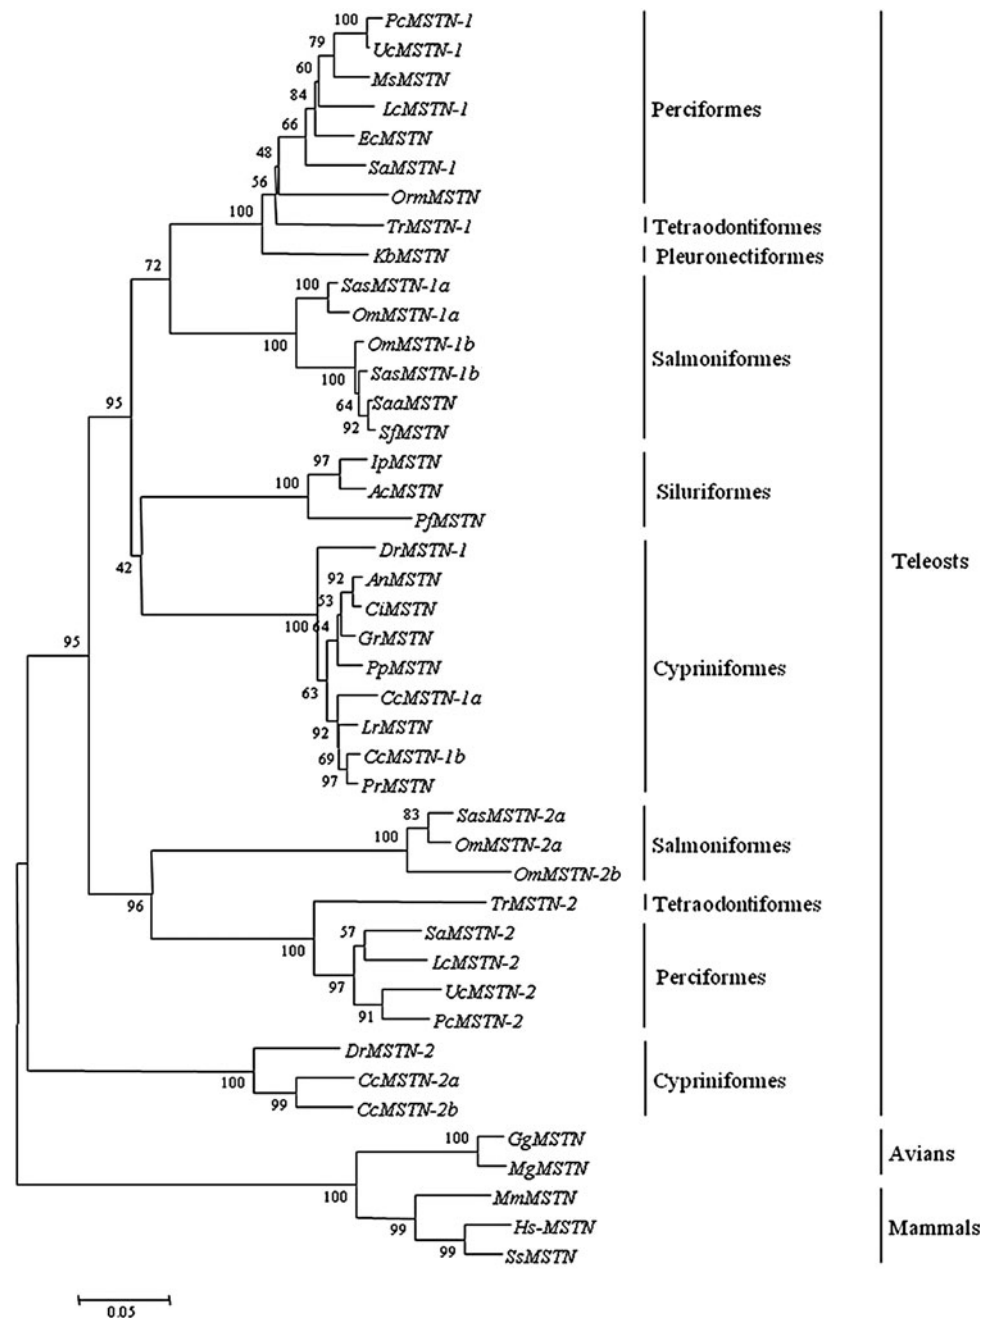 100
PcMSTN-1
79
UcMSTN-1
60
MsMSTN
84
LcMSTN-1
Perciformes
66
EcMSTN
48
SaMSTN-1
56
OrmMSTN
100
TrMSTN-1
Tetraodontiformes
KbMSTN
Pleuronectiformes
72
100
SasMSTN-1a
OmMSTN-1a
100
OmMSTN-1b
Salmoniformes
100
SasMSTN-1b
95
64
SaaMSTN
92
SfMSTN
97
IpMSTN
100
AcMSTN
Siluriformes
PfMSTN
42
DrMSTN-1
Teleosts
92
AnMSTN
53
CiMSTN
100
64
GrMSTN
95
PpMSTN
Cypriniformes
63
CcMSTN-1a
92
LrMSTN
69
CcMSTN-1b
97
PrMSTN
83
SasMSTN-2a
100
OmMSTN-2a
Salmoniformes
OmMSTN-2b
96
TrMSTN-2
Tetraodontiformes
57
SaMSTN-2
100
LcMSTN-2
Perciformes
97
UcMSTN-2
91
PcMSTN-2
DrMSTN-2
100
CcMSTN-2a
Cypriniformes
99
CcMSTN-2b
100
GgMSTN
Avians
MgMSTN
100
MmMSTN
99
Hs-MSTN
Mammals
99
SsMSTN
0.05